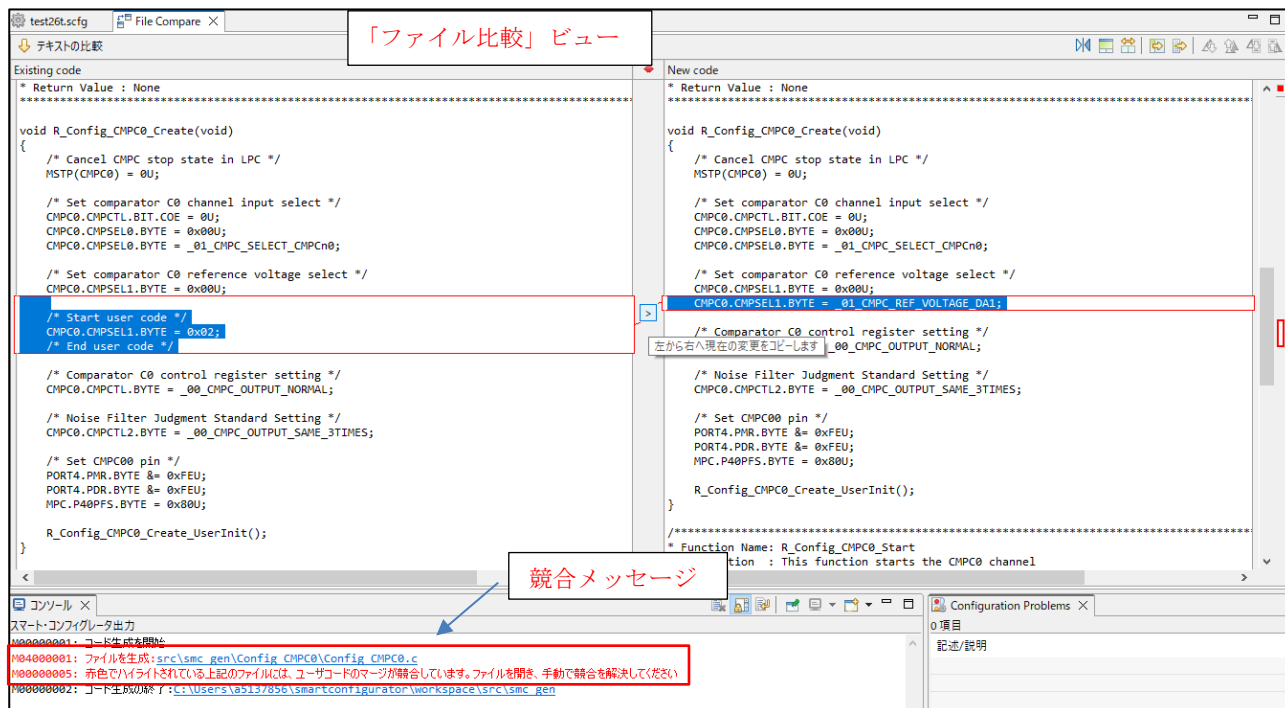 test26t.scfg
File Compare
「ファイル比較」ビュー
テキストの比較
Existing code
New code
* Return Value : None
void R_Config_CMPC0_Create(void)
{
/* Cancel CMPC stop state in LPC */
MSTP(CMPC0) = 0U;
/* Set comparator C0 channel input select */
CMPC0.CMPCTL.BIT.COE = 0U;
CMPC0.CMPSEL0.BYTE = 0x00U;
CMPC0.CMPSEL0.BYTE = _01_CMPC_SELECT_CMPCn0;
/* Set comparator C0 reference voltage select */
CMPC0.CMPSEL1.BYTE = 0x00U;
/* Start user code */
CMPC0.CMPSEL1.BYTE = 0x02;
/* End user code */
/* Comparator C0 control register setting */
CMPC0.CMPCTL.BYTE = _00_CMPC_OUTPUT_NORMAL;
/* Noise Filter Judgment Standard Setting */
CMPC0.CMPCTL2.BYTE = _00_CMPC_OUTPUT_SAME_3TIMES;
/* Set CMPC00 pin */
PORT4.PMR.BYTE &= 0xFEU;
PORT4.PDR.BYTE &= 0xFEU;
MPC.P40PFS.BYTE = 0x80U;
R_Config_CMPC0_Create_UserInit();
}
* Return Value : None
void R_Config_CMPC0_Create(void)
{
/* Cancel CMPC stop state in LPC */
MSTP(CMPC0) = 0U;
/* Set comparator C0 channel input select */
CMPC0.CMPCTL.BIT.COE = 0U;
CMPC0.CMPSEL0.BYTE = 0x00U;
CMPC0.CMPSEL0.BYTE = _01_CMPC_SELECT_CMPCn0;
/* Set comparator C0 reference voltage select */
CMPC0.CMPSEL1.BYTE = 0x00U;
CMPC0.CMPSEL1.BYTE = _01_CMPC_REF_VOLTAGE_DA1;
/* Comparator C0 control register setting */
左から右へ現在の変更をコピーします
_00_CMPC_OUTPUT_NORMAL;
/* Noise Filter Judgment Standard Setting */
CMPC0.CMPCTL2.BYTE = _00_CMPC_OUTPUT_SAME_3TIMES;
/* Set CMPC00 pin */
PORT4.PMR.BYTE &= 0xFEU;
PORT4.PDR.BYTE &= 0xFEU;
MPC.P40PFS.BYTE = 0x80U;
R_Config_CMPC0_Create_UserInit();
}
* Function Name: R_Config_CMPC0_Start
tion : This function starts the CMPC0 channel
競合メッセージ
コンソール
スマート・コンフィグレータ出力
M00000001: コード生成を開始
M04000001: ファイルを生成:src\smc_gen\Config_CMPC0\Config_CMPC0.c
M00000005: 赤色でハイライトされている上記のファイルには、ユーザコードのマージが競合しています。ファイルを開き、手動で競合を解決してください
M00000002: コード生成の終了:C:\Users\a5137856\smartconfigurator\workspace\src\smc_gen
Configuration Problems
0 項目
記述/説明